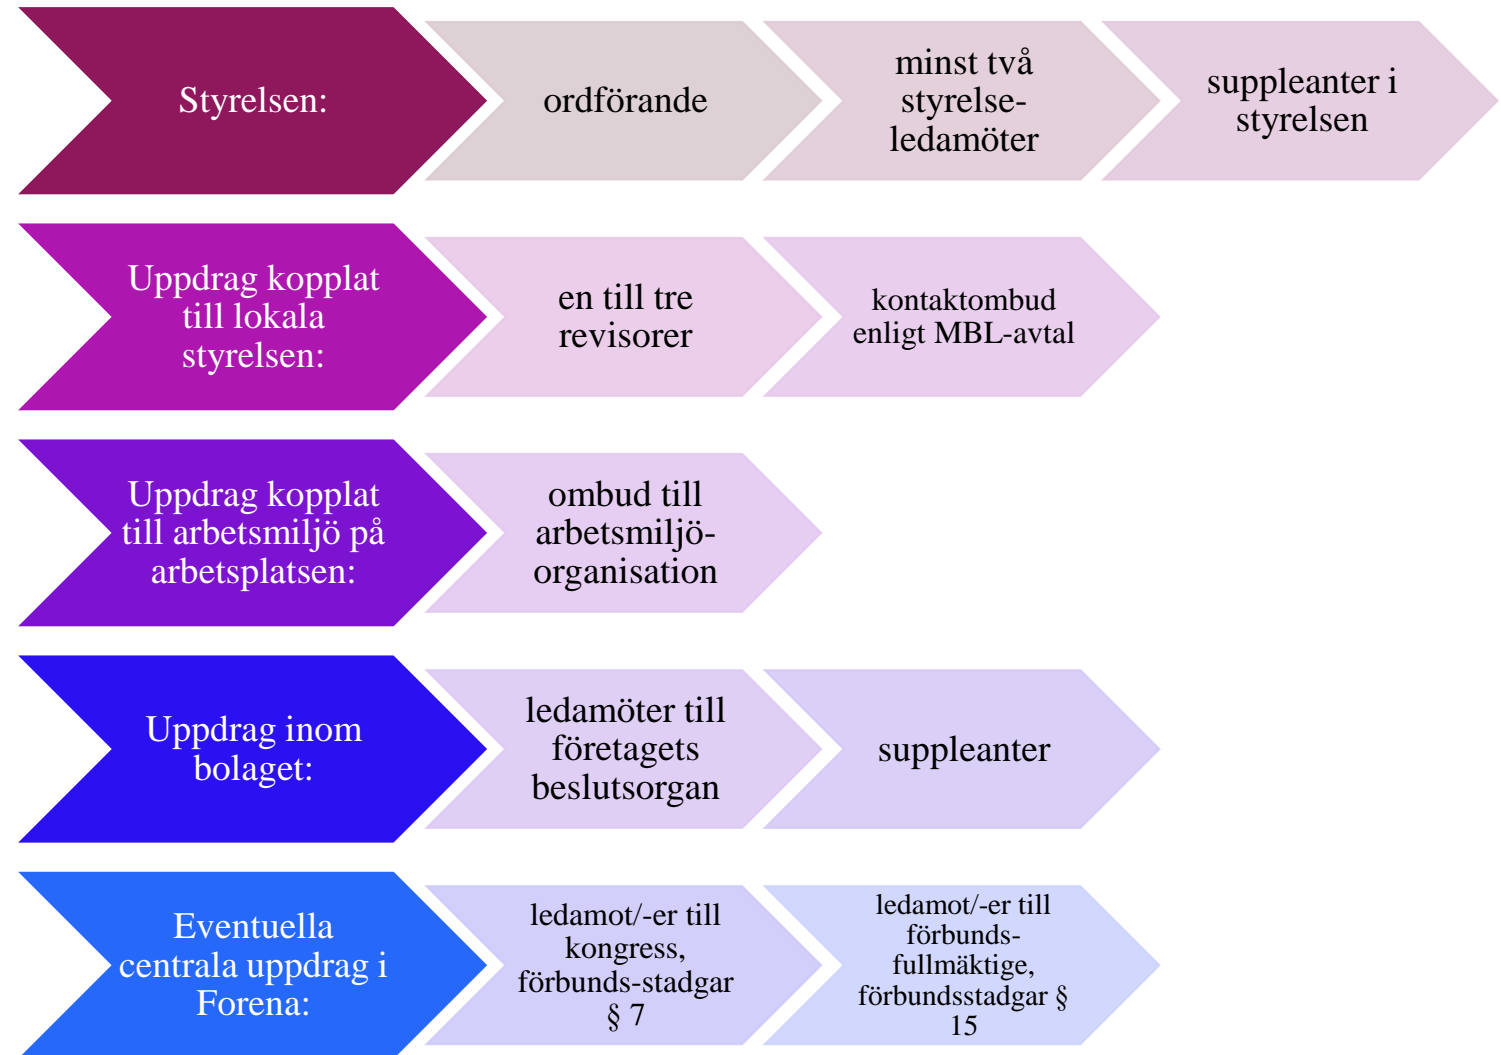 Styrelsen:
ordförande
minst två
styrelse-
ledamöter
suppleanter i
styrelsen
Uppdrag kopplat
till lokala
styrelsen:
en till tre
revisorer
kontaktombud
enligt MBL-avtal
Uppdrag kopplat
till arbetsmiljö på
arbetsplatsen:
ombud till
arbetsmiljö-
organisation
Uppdrag inom
bolaget:
ledamöter till
företagets
beslutsorgan
suppleanter
Eventuella
centrala uppdrag i
Forena:
ledamot/-er till
kongress,
förbunds-stadgar
§ 7
ledamot/-er till
förbunds-
fullmäktige,
förbundsstadgar §
15